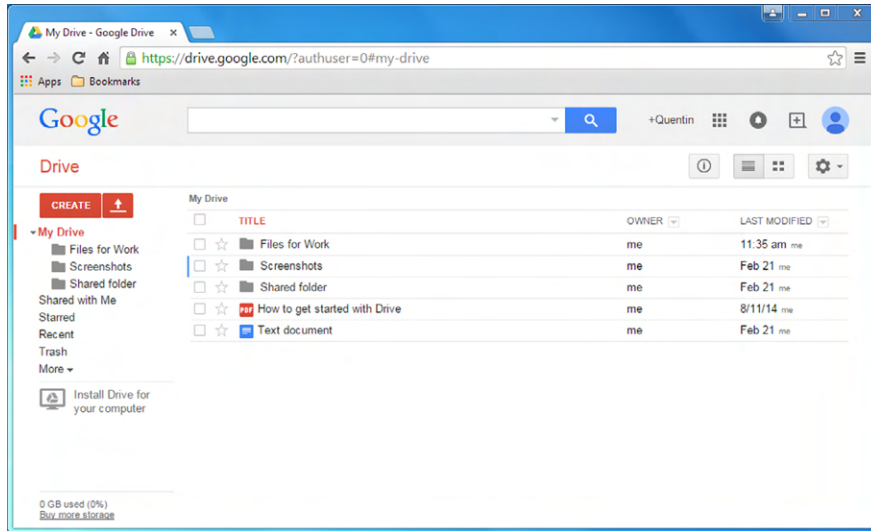 My Drive - Google Drive
https://drive.google.com/?authuser=0#my-drive
Apps Bookmarks
Google
+Quentin
Drive
CREATE
My Drive
Files for Work
Screenshots
Shared folder
Shared with Me
Starred
Recent
Trash
More
Install Drive for
your computer
0 GB used (0%)
Buy more storage
My Drive
TITLE OWNER LAST MODIFIED
Files for Work me 11:35 am me
Screenshots me Feb 21 me
Shared folder me Feb 21 me
PDF How to get started with Drive me 8/11/14 me
Text document me Feb 21 me